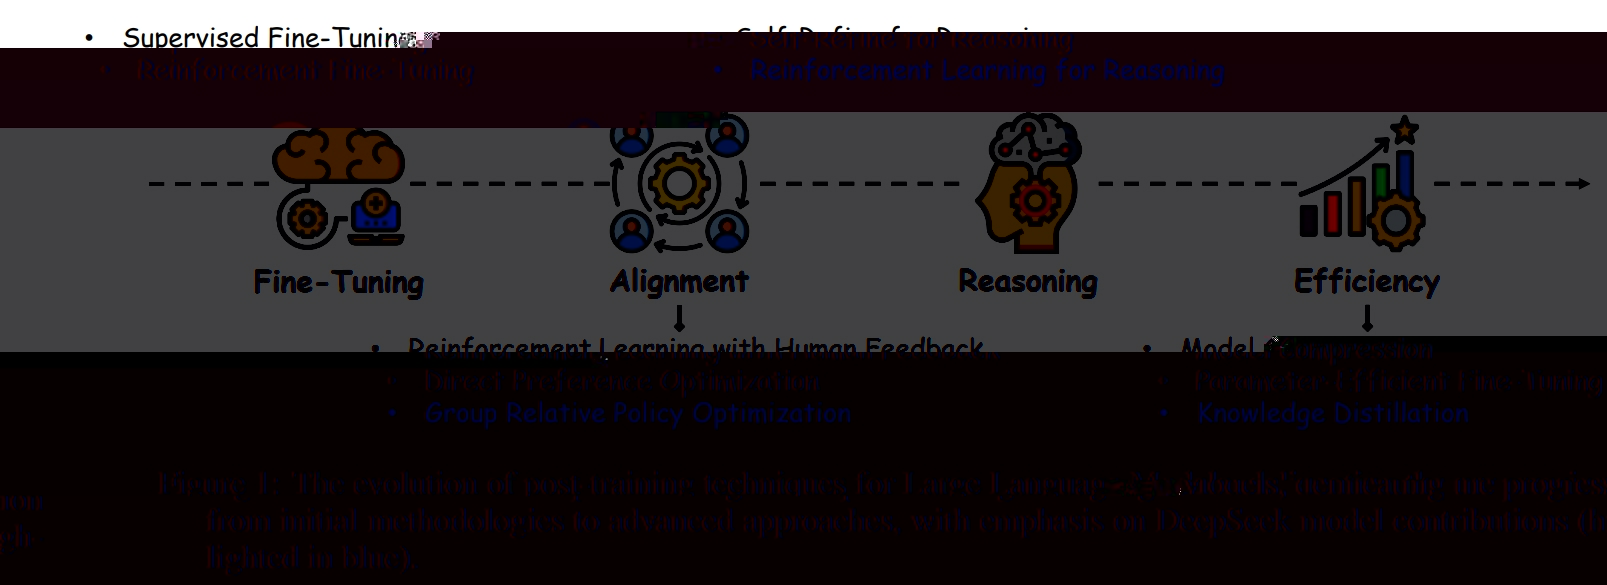 • Supervised Fine-Tuning
• Self-Refine for Reasoning
• Reinforcement Fine-Tuning
• Reinforcement Learning for Reasoning
Fine-Tuning
Alignment
Reasoning
Efficiency
• Reinforcement Learning with Human Feedback
• Model Compression
• Direct Preference Optimization
• Parameter-Efficient Fine-Tuning
• Group Relative Policy Optimization
• Knowledge Distillation
Figure 1: The evolution of post-training techniques for Large Language Models, the progres
from initial methodologies to advanced approaches, with emphasis on DeepSeek model contributions
lighted in blue).